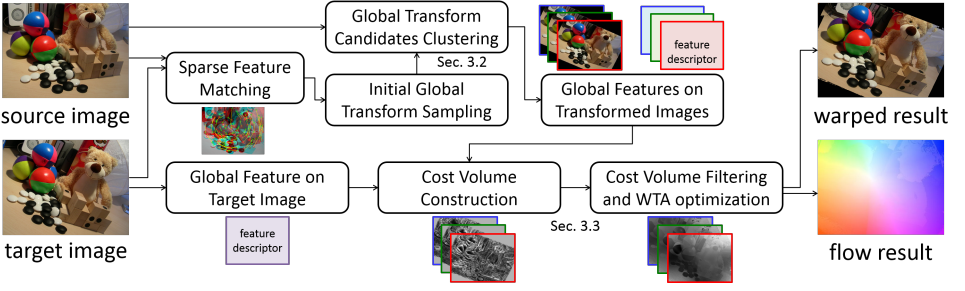 source image
target image
Sparse Feature
Matching
Global Transform
Candidates Clustering
Sec. 3.2
Initial Global
Transform Sampling
feature
descriptor
Global Features on
Transformed Images
Global Feature on
Target Image
feature
descriptor
Cost Volume
Construction
Sec. 3.3
Cost Volume Filtering
and WTA optimization
warped result
flow result